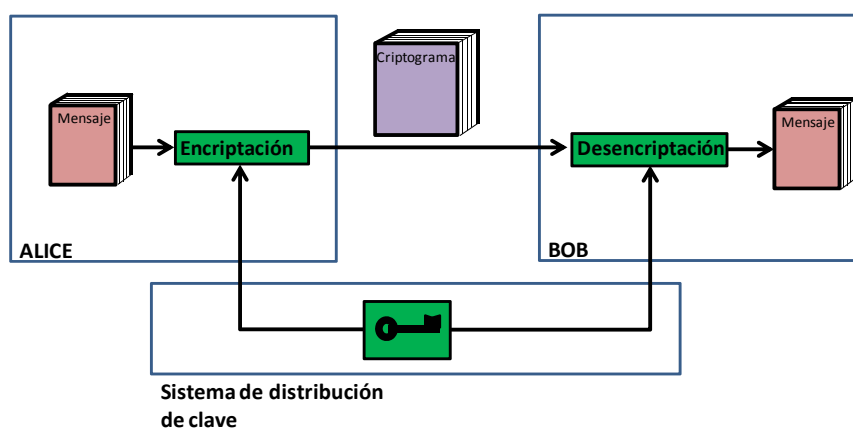 Criptograma
Mensaje
Encriptación
Desencriptación
Mensaje
ALICE
BOB
Sistema de distribución
de clave